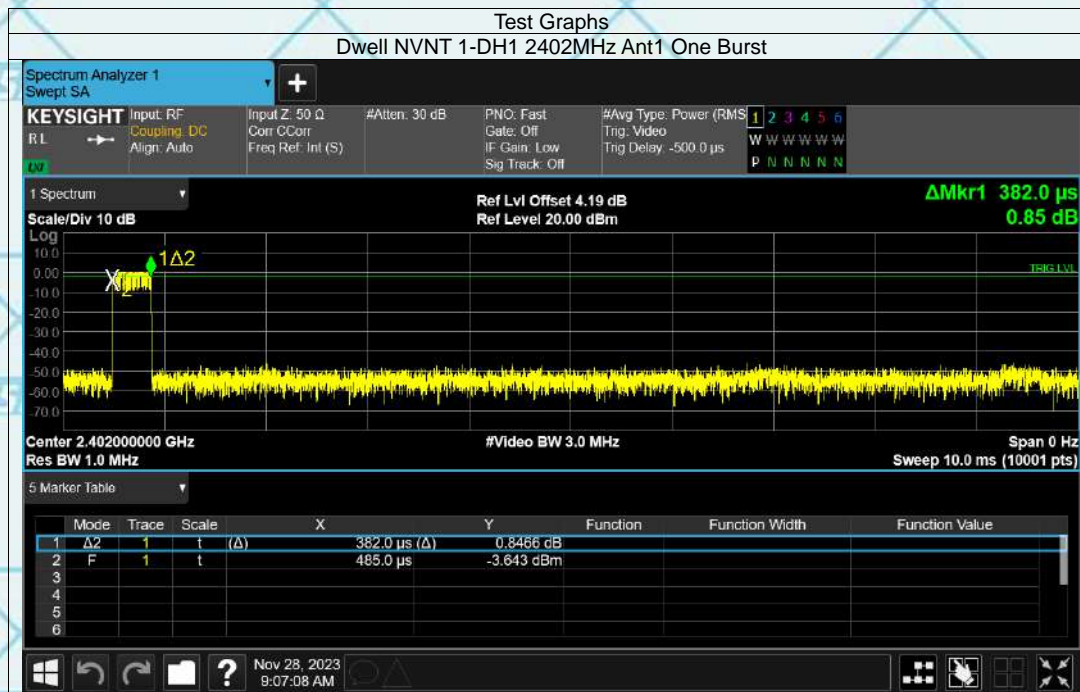 Test Graphs
Dwell NVNT 1-DH1 2402MHz Ant1 One Burst
Spectrum Analyzer 1
Swept SA
+
KEYSIGHT Input: RF Input Z: 50 Ω #Atten: 30 dB PNO: Fast #Avg Type: Power (RMS 1 2 3 4 5 6
RL Coupling: DC Corr CCorr Gate: Off Trig: Video W W W W W W
Align: Auto Freq Ref: Int (S) IF Gain: Low Trig Delay: -500.0 µs
Sig Track: Off P N N N N N
LXI
1 Spectrum Ref Lvl Offset 4.19 dB ΔMkr1 382.0 µs
Scale/Div 10 dB Ref Level 20.00 dBm 0.85 dB
Log
10.0
1Δ2
0.00
TRIG LVL
X2
-10.0
-20.0
-30.0
-40.0
-50.0
-60.0
-70.0
Center 2.402000000 GHz #Video BW 3.0 MHz Span 0 Hz
Res BW 1.0 MHz Sweep 10.0 ms (10001 pts)
5 Marker Table
Mode Trace Scale X Y Function Function Width Function Value
1 Δ2 1 t (Δ) 382.0 µs (Δ) 0.8466 dB
2 F 1 t 485.0 µs -3.643 dBm
3
4
5
6
? Nov 28, 2023
9:07:08 AM